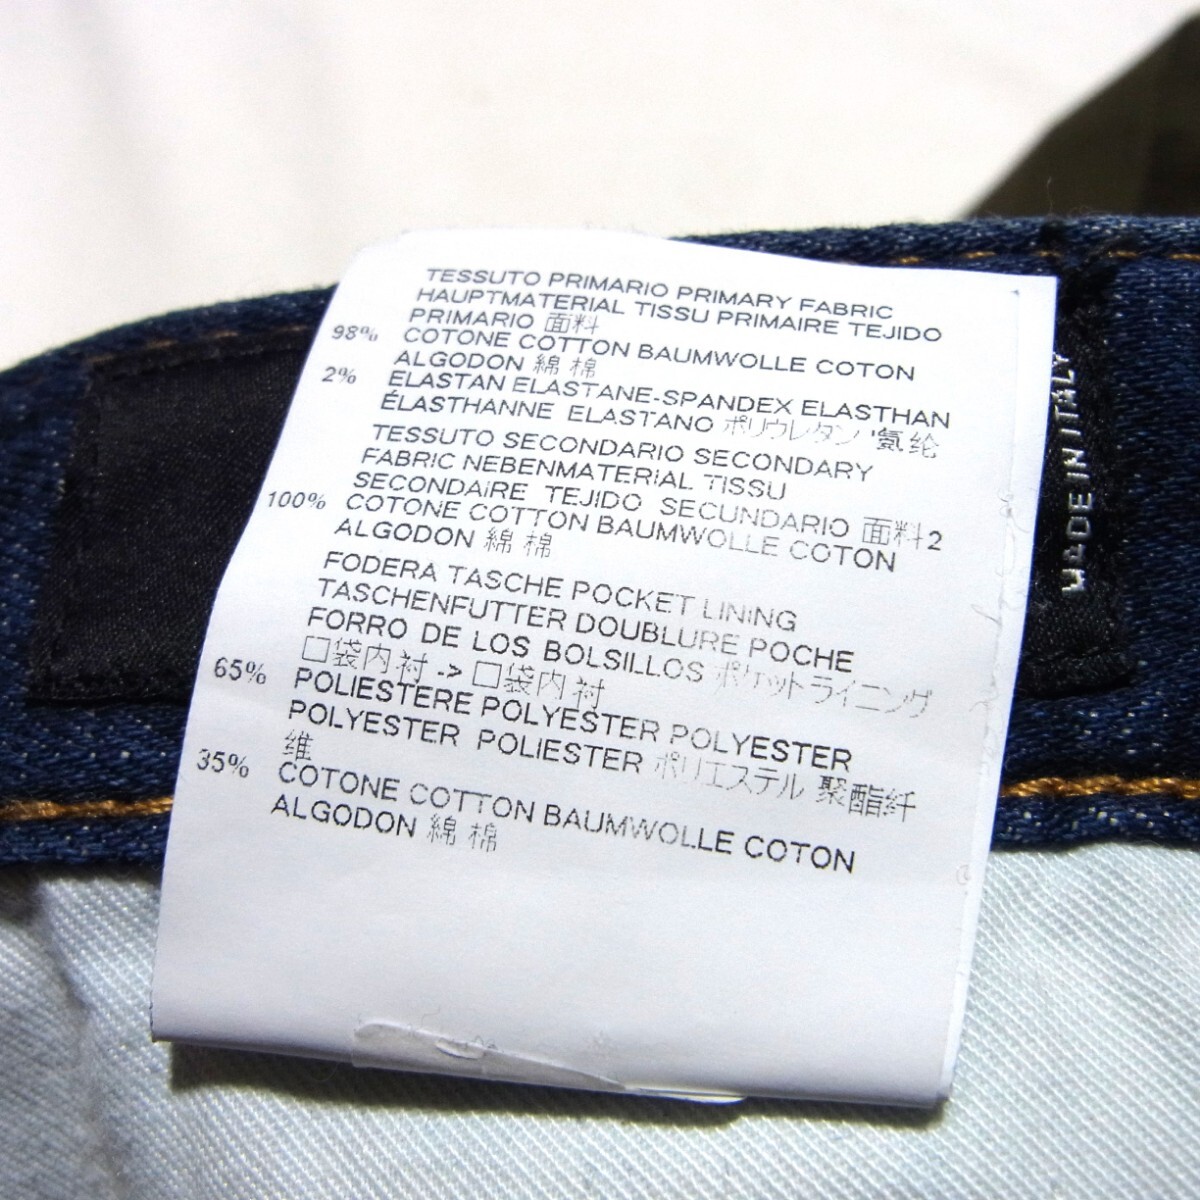 TESSUTO PRIMARIO PRIMARY FABRIC
HAUPTMATERIAL TISSU PRIMAIRE TEJIDO
PRIMARIO 面料
98% COTONE COTTON BAUMWOLLE COTON
ALGODON 綿 棉
2% ELASTAN ELASTANE-SPANDEX ELASTHAN
ÉLASTHANNE ELASTANO ポリウレタン '氨纶
TESSUTO SECONDARIO SECONDARY
FABRIC NEBENMATERIAL TISSU
SECONDAIRE TEJIDO SECUNDARIO 面料2
100% COTONE COTTON BAUMWOLLE COTON
ALGODON 綿 棉
FODERA TASCHE POCKET LINING
TASCHENFUTTER DOUBLURE POCHE
FORRO DE LOS BOLSILLOS ポケットライニング
口袋内衬 -> 口袋内衬
65% POLIESTERE POLYESTER POLYESTER
POLYESTER POLIESTER ポリエステル 聚酯纤
维
35% COTONE COTTON BAUMWOLLE COTON
ALGODON 綿 棉
MADE IN ITALY